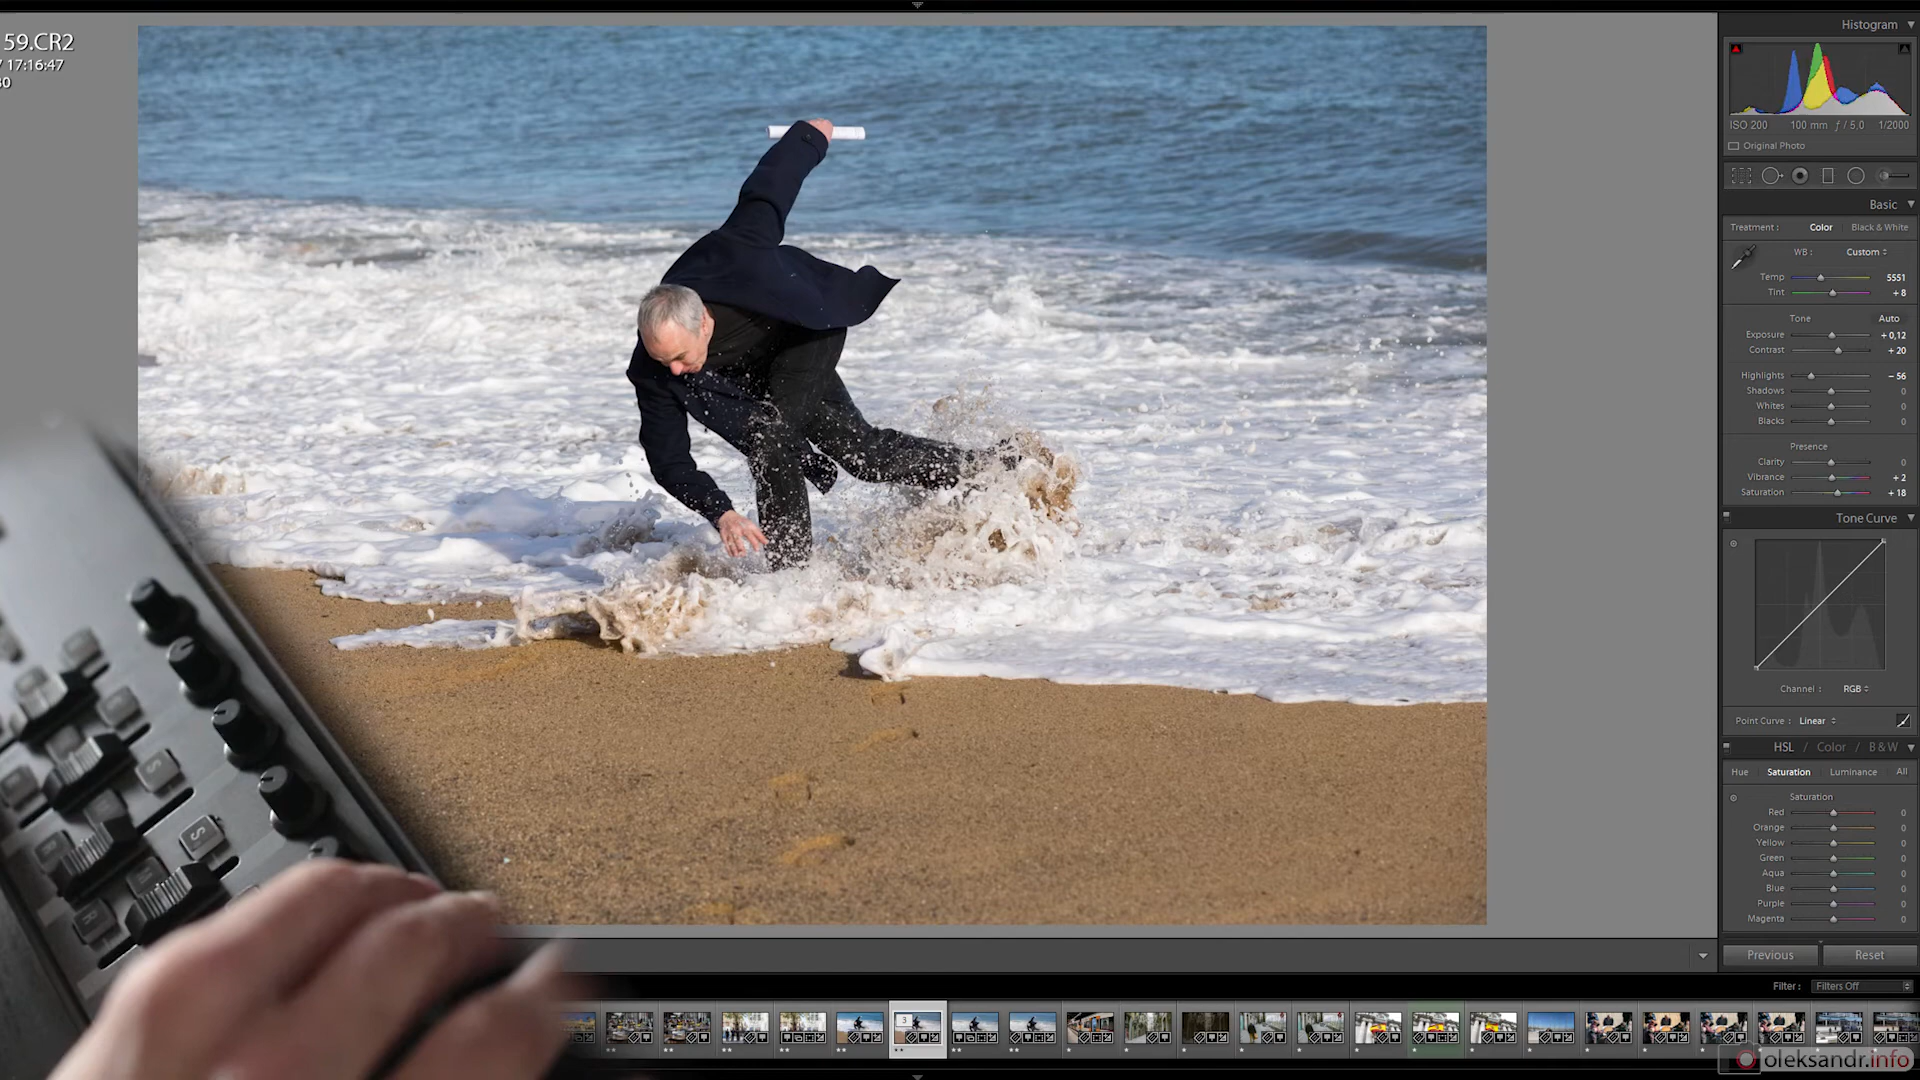 59.CR2
17:16:47
Histogram
ISO 200 100 mm ƒ / 5,0 1/2000
Original Photo
Basic
Treatment : Color Black & White
WB : Custom
Temp 5551
Tint + 8
Tone Auto
Exposure + 0,12
Contrast + 20
Highlights − 56
Shadows 0
Whites 0
Blacks 0
Presence
Clarity 0
Vibrance + 2
Saturation + 18
Tone Curve
Channel : RGB
Point Curve : Linear
HSL / Color / B & W
Hue Saturation Luminance All
Saturation
Red 0
Orange 0
Yellow 0
Green 0
Aqua 0
Blue 0
Purple 0
Magenta 0
Previous Reset
Filter : Filters Off
3
S
S
M
R
R
oleksandr.info